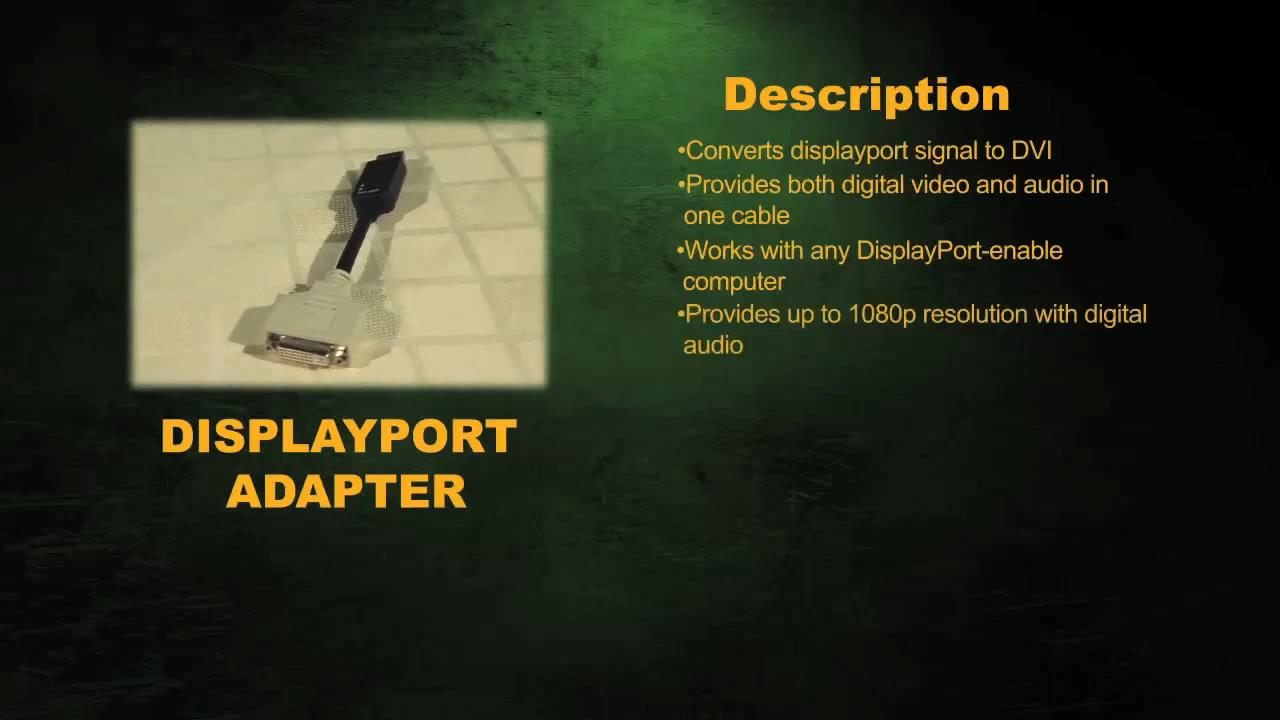 Description
•Converts displayport signal to DVI
•Provides both digital video and audio in
one cable
•Works with any DisplayPort-enable
computer
•Provides up to 1080p resolution with digital
audio
DISPLAYPORT
ADAPTER